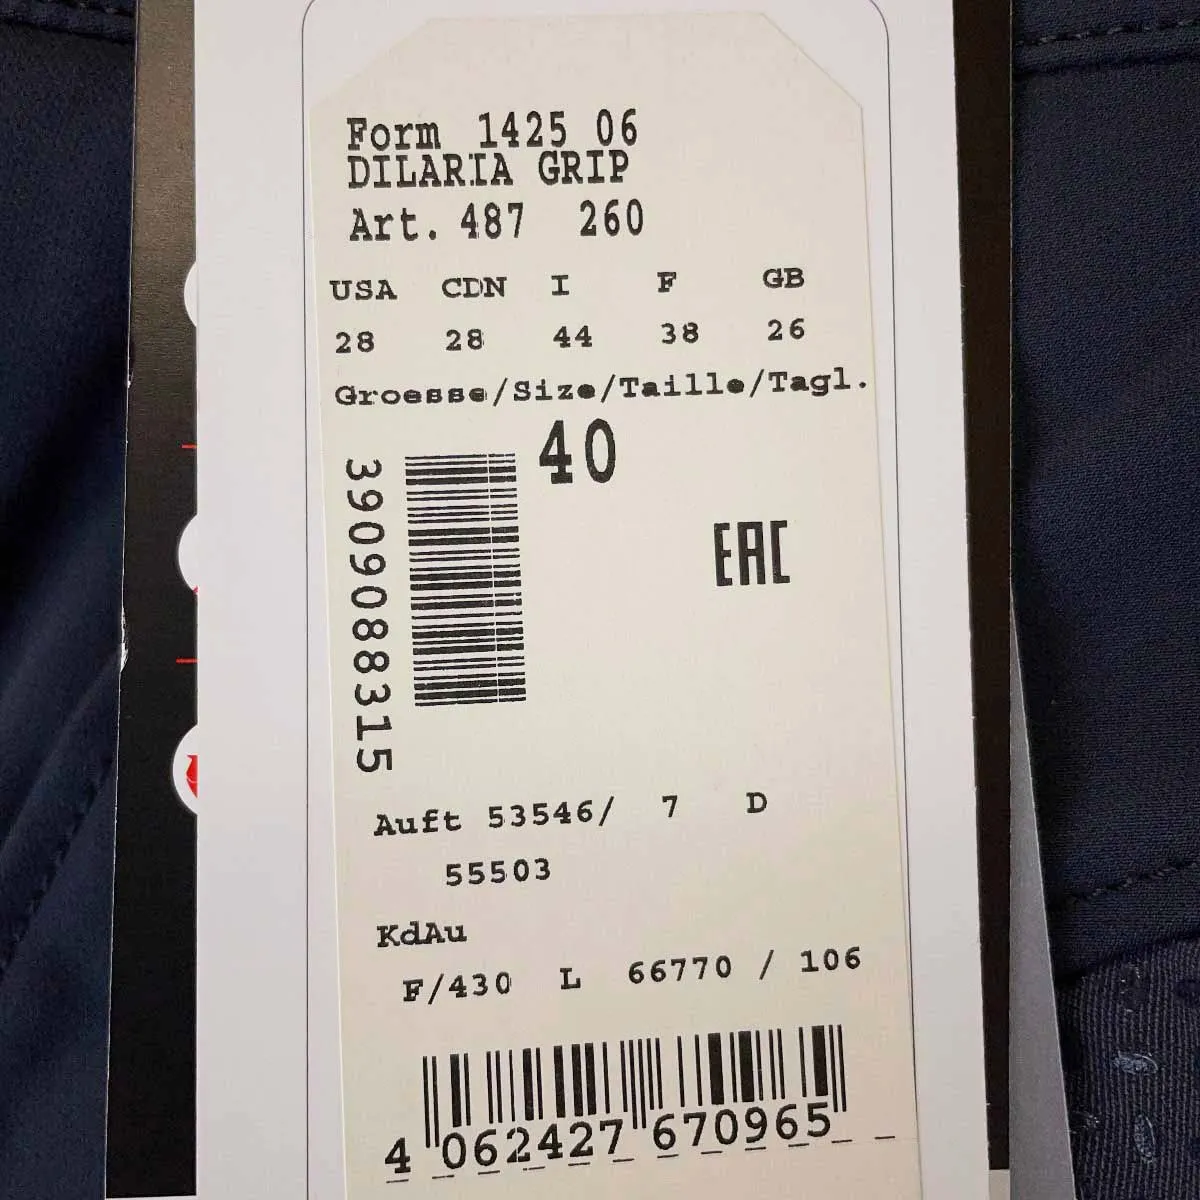 Form 1425 06
DILARIA GRIP
Art. 487 260
USA CDN I F GB
28 28 44 38 26
Groesse/Size/Taille/Tagl.
40
3909088315
EAC
Auft 53546/ 7 D
55503
KdAu
F/430 L 66770 / 106
4 062427 670965